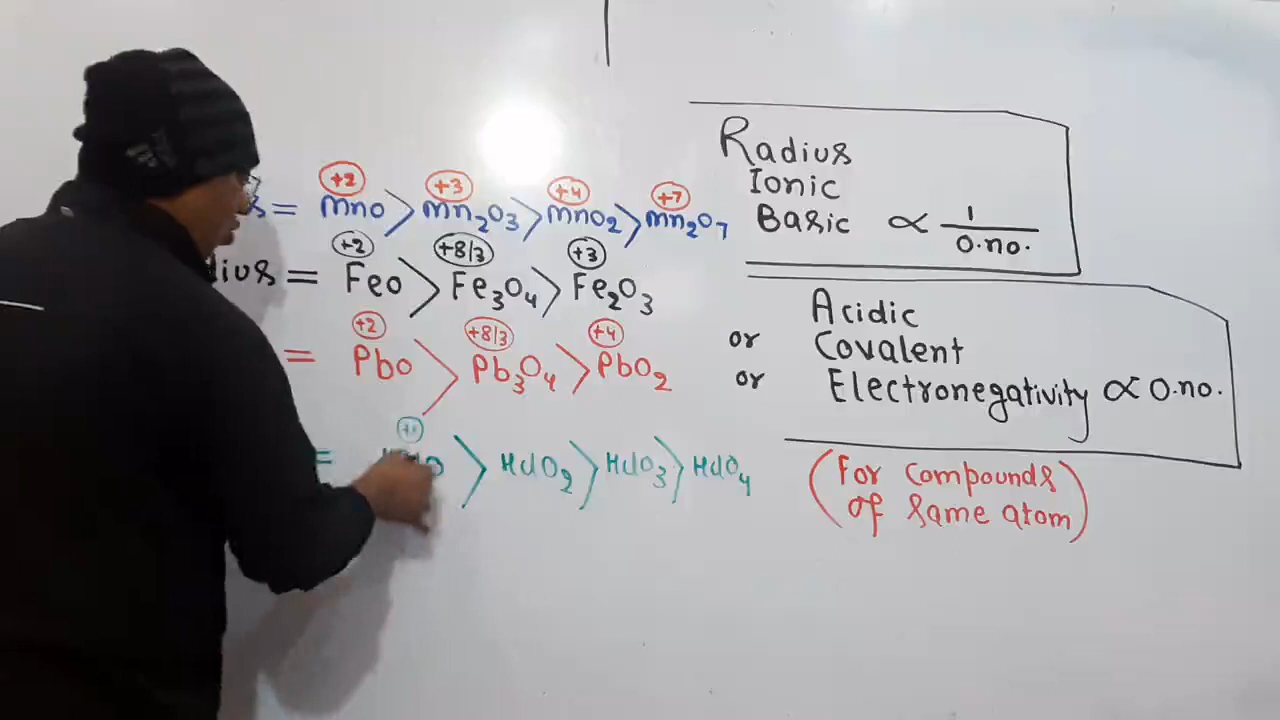 +2 +3 +4 +7
= MnO > Mn2O3 > MnO2 > Mn2O7
+2 +8/3 +3
= FeO > Fe3O4 > Fe2O3
+2 +8/3 +4
= PbO > Pb3O4 > PbO2
+1
= > HClO2 > HClO3 > HClO4
Radius
Ionic
Basic ∝ 1/O.no.
Acidic
or Covalent
or Electronegativity ∝ O.no.
(For Compounds
of same atom)